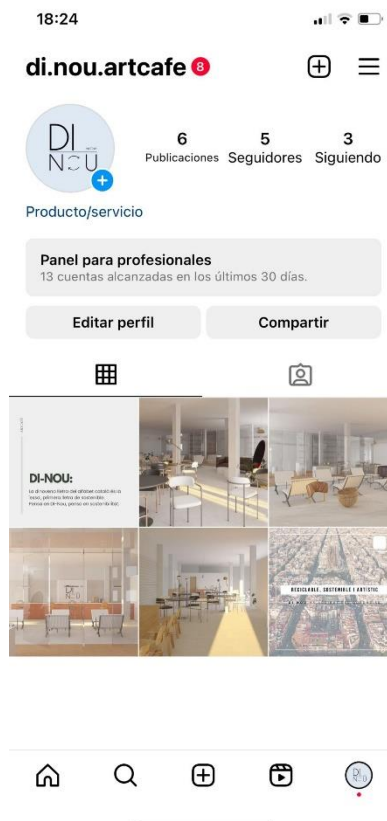 18:24
di.nou.artcafe 8
DI
NOU
6 5 3
Publicaciones Seguidores Siguiendo
Producto/servicio
Panel para profesionales
13 cuentas alcanzadas en los últimos 30 días.
Editar perfil Compartir
DI-NOU:
RECICLABLE, SOSTENIBLE I ARTÍSTIC